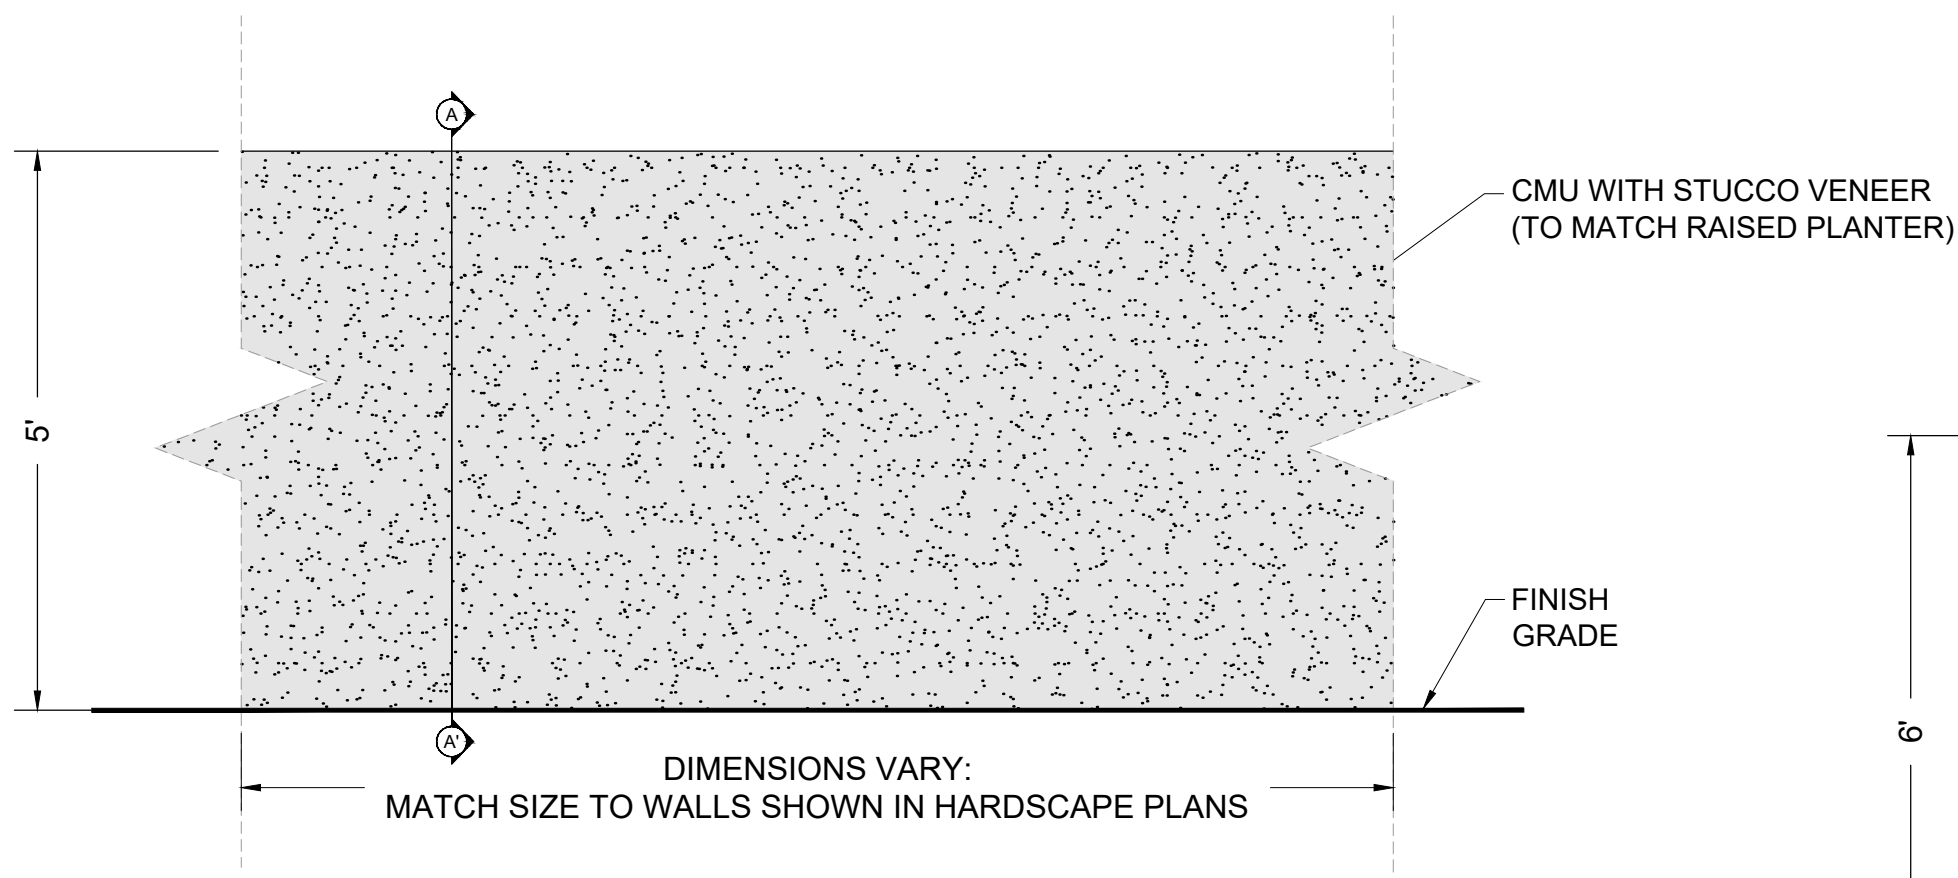 A
CMU WITH STUCCO VENEER
(TO MATCH RAISED PLANTER)
5'
FINISH
GRADE
6'
A'
DIMENSIONS VARY:
MATCH SIZE TO WALLS SHOWN IN HARDSCAPE PLANS